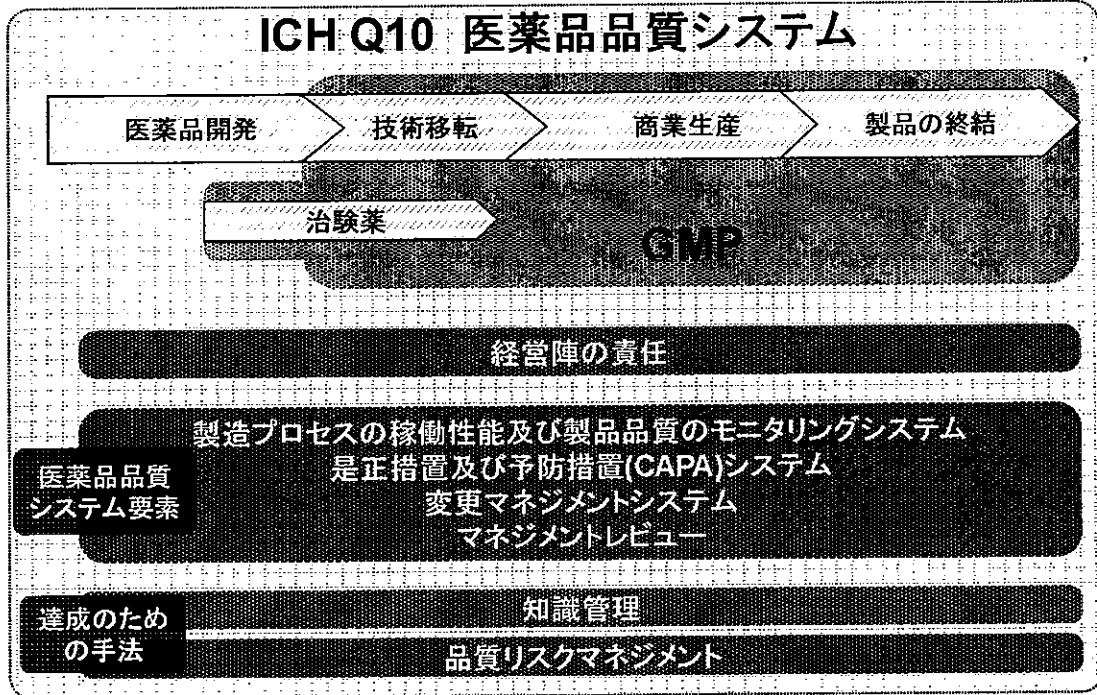 ICH Q10 医薬品品質システム
医薬品開発
技術移転
商業生産
製品の終結
治験薬
GMP
経営陣の責任
医薬品品質
システム要素
製造プロセスの稼働性能及び製品品質のモニタリングシステム
是正措置及び予防措置(CAPA)システム
変更マネジメントシステム
マネジメントレビュー
達成のため
の手法
知識管理
品質リスクマネジメント